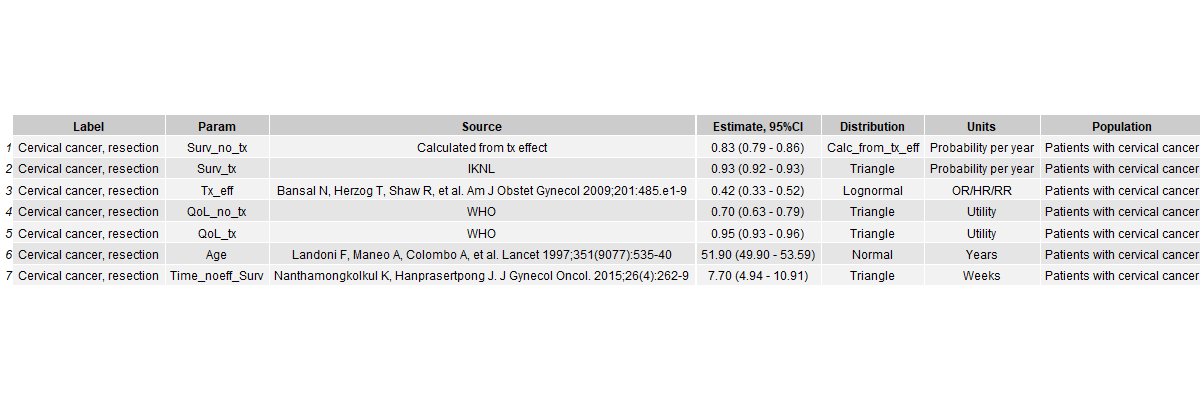 Label Param Source Estimate, 95%CI Distribution Units Population
1 Cervical cancer, resection Surv_no_tx Calculated from tx effect 0.83 (0.79 - 0.86) Calc_from_tx_eff Probability per year Patients with cervical cancer
2 Cervical cancer, resection Surv_tx IKNL 0.93 (0.92 - 0.93) Triangle Probability per year Patients with cervical cancer
3 Cervical cancer, resection Tx_eff Bansal N, Herzog T, Shaw R, et al. Am J Obstet Gynecol 2009;201:485.e1-9 0.42 (0.33 - 0.52) Lognormal OR/HR/RR Patients with cervical cancer
4 Cervical cancer, resection QoL_no_tx WHO 0.70 (0.63 - 0.79) Triangle Utility Patients with cervical cancer
5 Cervical cancer, resection QoL_tx WHO 0.95 (0.93 - 0.96) Triangle Utility Patients with cervical cancer
6 Cervical cancer, resection Age Landoni F, Maneo A, Colombo A, et al. Lancet 1997;351(9077):535-40 51.90 (49.90 - 53.59) Normal Years Patients with cervical cancer
7 Cervical cancer, resection Time_noeff_Surv Nanthamongkolkul K, Hanprasertpong J. J Gynecol Oncol. 2015;26(4):262-9 7.70 (4.94 - 10.91) Triangle Weeks Patients with cervical cancer